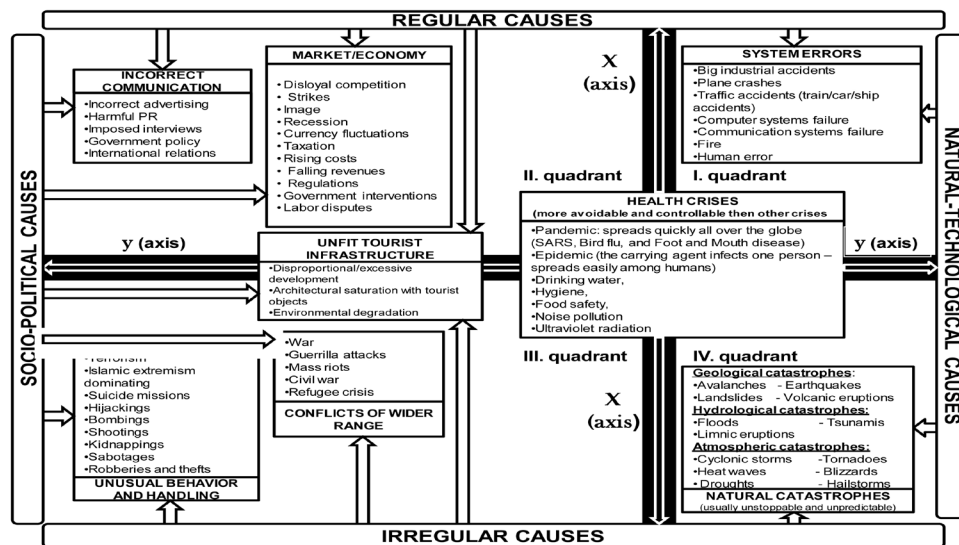 REGULAR CAUSES
SOCIO-POLITICAL CAUSES
INCORRECT
COMMUNICATION
•Incorrect advertising
•Harmful PR
•Imposed interviews
•Government policy
•International relations
MARKET/ECONOMY
• Disloyal competition
• Strikes
•Image
• Recession
• Currency fluctuations
• Taxation
• Rising costs
• Falling revenues
• Regulations
• Government interventions
• Labor disputes
X
(axis)
SYSTEM ERRORS
•Big industrial accidents
•Plane crashes
•Traffic accidents (train/car/ship
accidents)
•Computer systems failure
•Communication systems failure
•Fire
•Human error
NATURAL-TECHNOLOGICAL CAUSES
II. quadrant
I. quadrant
y (axis)
UNFIT TOURIST
INFRASTRUCTURE
•Disproportional/excessive
development
•Architectural saturation with tourist
objects
•Environmental degradation
HEALTH CRISES
(more avoidable and controllable then other crises
•Pandemic: spreads quickly all over the globe
(SARS, Bird flu, and Foot and Mouth disease)
•Epidemic (the carrying agent infects one person –
spreads easily among humans)
•Drinking water,
•Hygiene,
•Food safety,
•Noise pollution
•Ultraviolet radiation
y (axis)
III. quadrant
IV. quadrant
•Terrorism
•Islamic extremism
dominating
•Suicide missions
•Hijackings
•Bombings
•Shootings
•Kidnappings
•Sabotages
•Robberies and thefts
UNUSUAL BEHAVIOR
AND HANDLING
•War
•Guerrilla attacks
•Mass riots
•Civil war
•Refugee crisis
CONFLICTS OF WIDER
RANGE
X
(axis)
Geological catastrophes:
•Avalanches - Earthquakes
•Landslides - Volcanic eruptions
Hydrological catastrophes:
•Floods - Tsunamis
•Limnic eruptions
Atmospheric catastrophes:
•Cyclonic storms -Tornadoes
•Heat waves - Blizzards
• Droughts - Hailstorms
NATURAL CATASTROPHES
(usually unstoppable and unpredictable)
IRREGULAR CAUSES